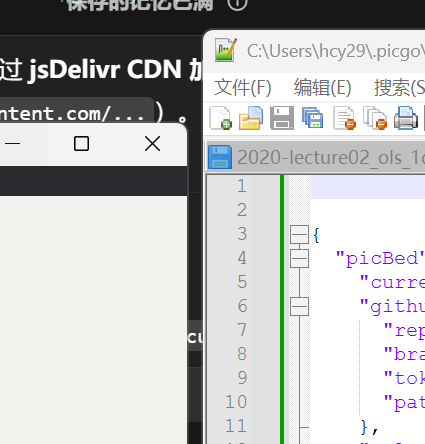 保存的记忆已满
过 jsDelivr CDN 加
ntent.com/...）。
C:\Users\hcy29\.picgo\
文件(F) 编辑(E) 搜索(S
2020-lecture02_ols_1
1
2
3 {
4 "picBed"
5 "curre
6 "githu
7 "rep
8 "bra
9 "tok
10 "pat
11 },